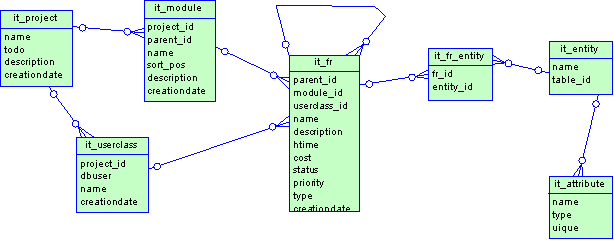 it_project
name
todo
description
creationdate
it_module
project_id
parent_id
name
sort_pos
description
creationdate
it_userclass
project_id
dbuser
name
creationdate
it_fr
parent_id
module_id
userclass_id
name
description
htime
cost
status
priority
type
creationdate
it_fr_entity
fr_id
entity_id
it_entity
name
table_id
it_attribute
name
type
uique